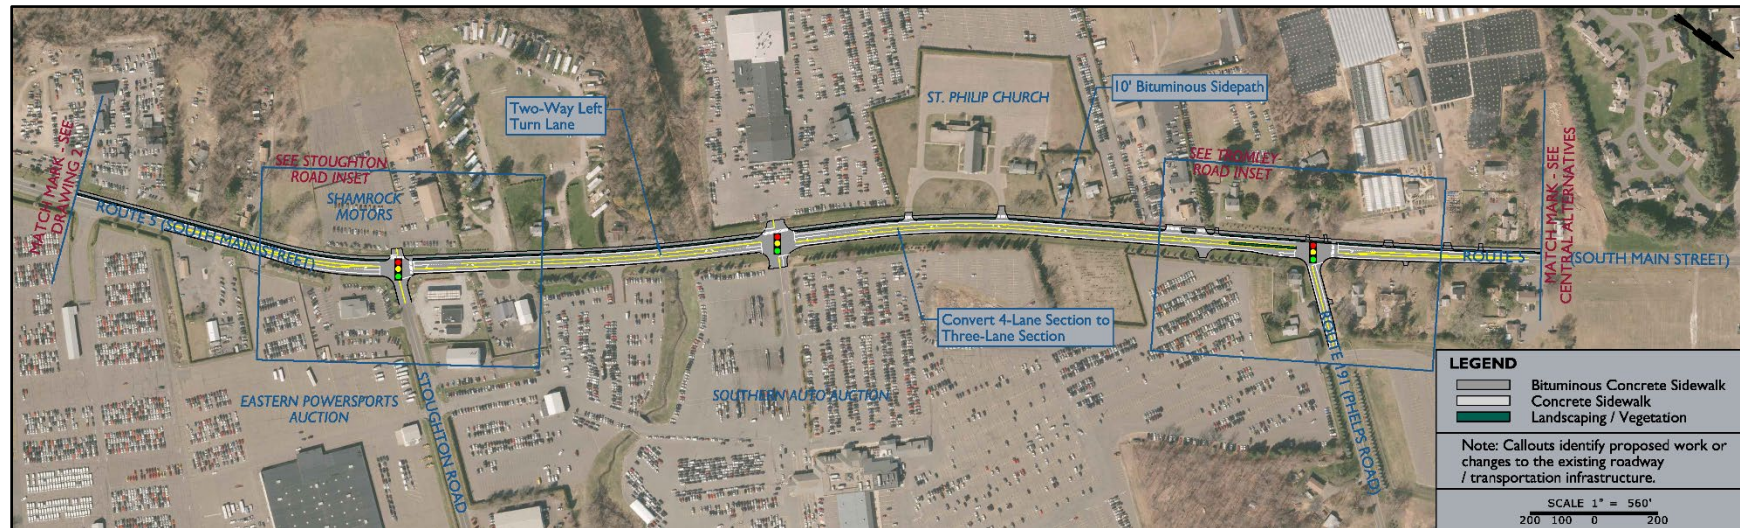 MATCH MARK - SEE
DRAWING 2
ROUTE 5 (SOUTH MAIN STREET)
SEE STOUGHTON
ROAD INSET
SHAMROCK
MOTORS
Two-Way Left
Turn Lane
ST. PHILIP CHURCH
10' Bituminous Sidepath
SEE TROMLEY
ROAD INSET
MATCH MARK - SEE
CENTRAL ALTERNATIVES
ROUTE 5
(SOUTH MAIN STREET)
Convert 4-Lane Section to
Three-Lane Section
EASTERN POWERSPORTS
AUCTION
STOUGHTON ROAD
SOUTHERN AUTO AUCTION
ROUTE 191 (PHELPS ROAD)
LEGEND
Bituminous Concrete Sidewalk
Concrete Sidewalk
Landscaping / Vegetation
Note: Callouts identify proposed work or
changes to the existing roadway
/ transportation infrastructure.
SCALE 1" = 560'
200 100 0 200